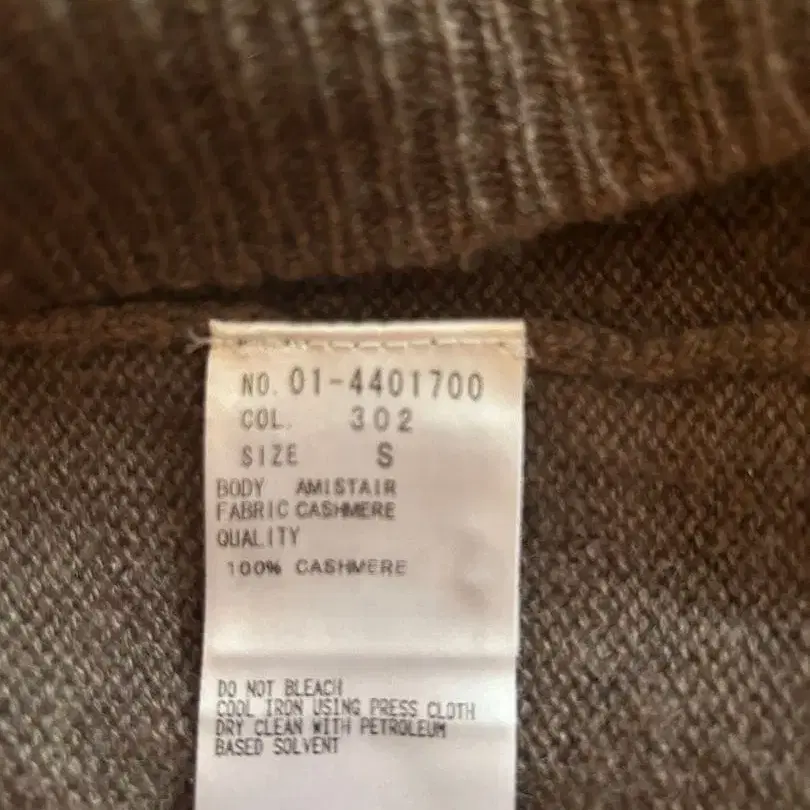 NO. 01-4401700
COL. 302
SIZE S
BODY AMISTAIR
FABRIC CASHMERE
QUALITY
100% CASHMERE
DO NOT BLEACH
COOL IRON USING PRESS CLOTH
DRY CLEAN WITH PETROLEUM
BASED SOLVENT